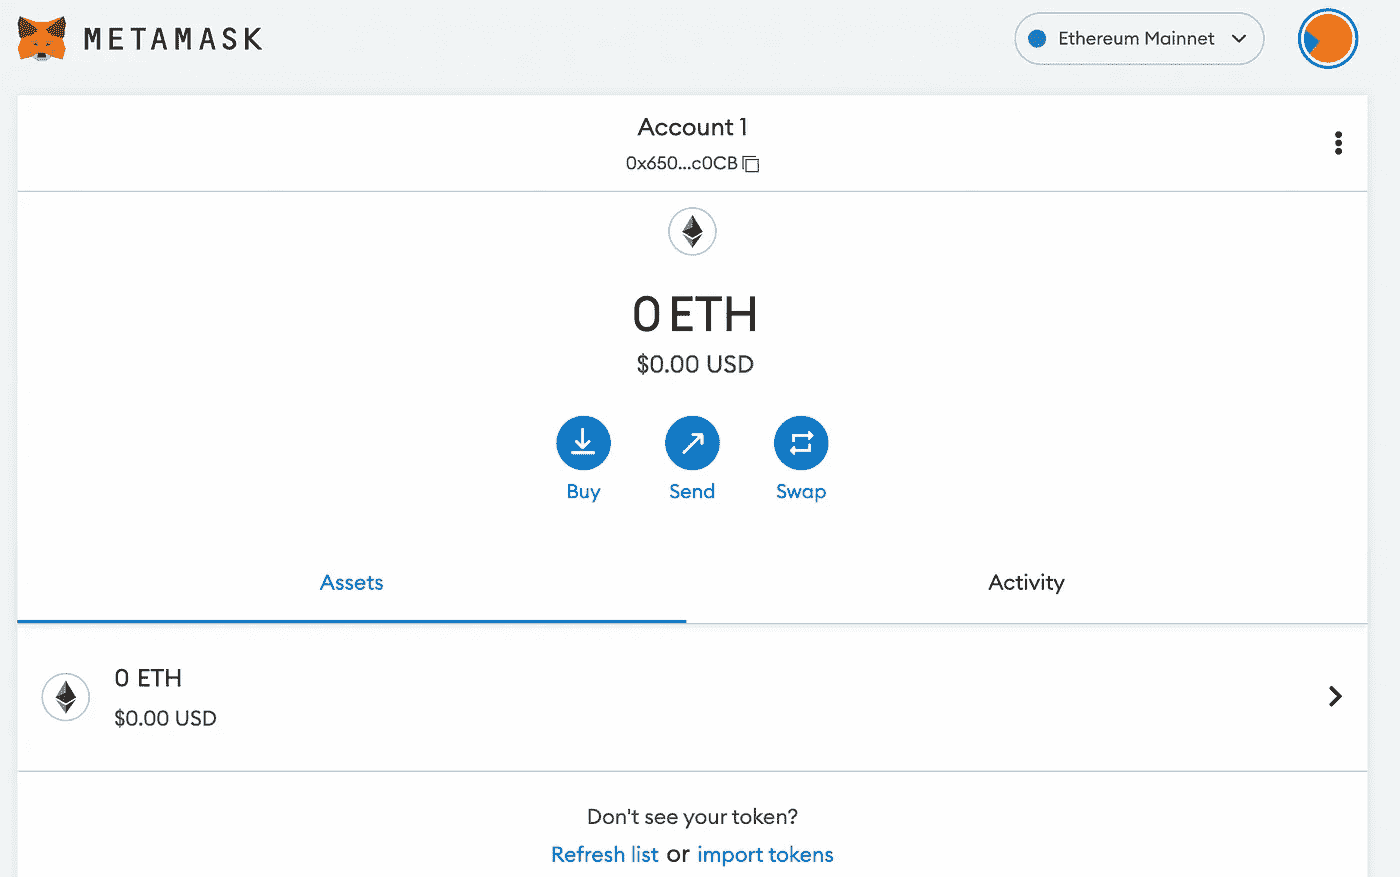 METAMASK
Ethereum Mainnet
Account 1
0x650...c0CB
0 ETH
$0.00 USD
Buy Send Swap
Assets Activity
0 ETH
$0.00 USD
Don't see your token?
Refresh list or import tokens